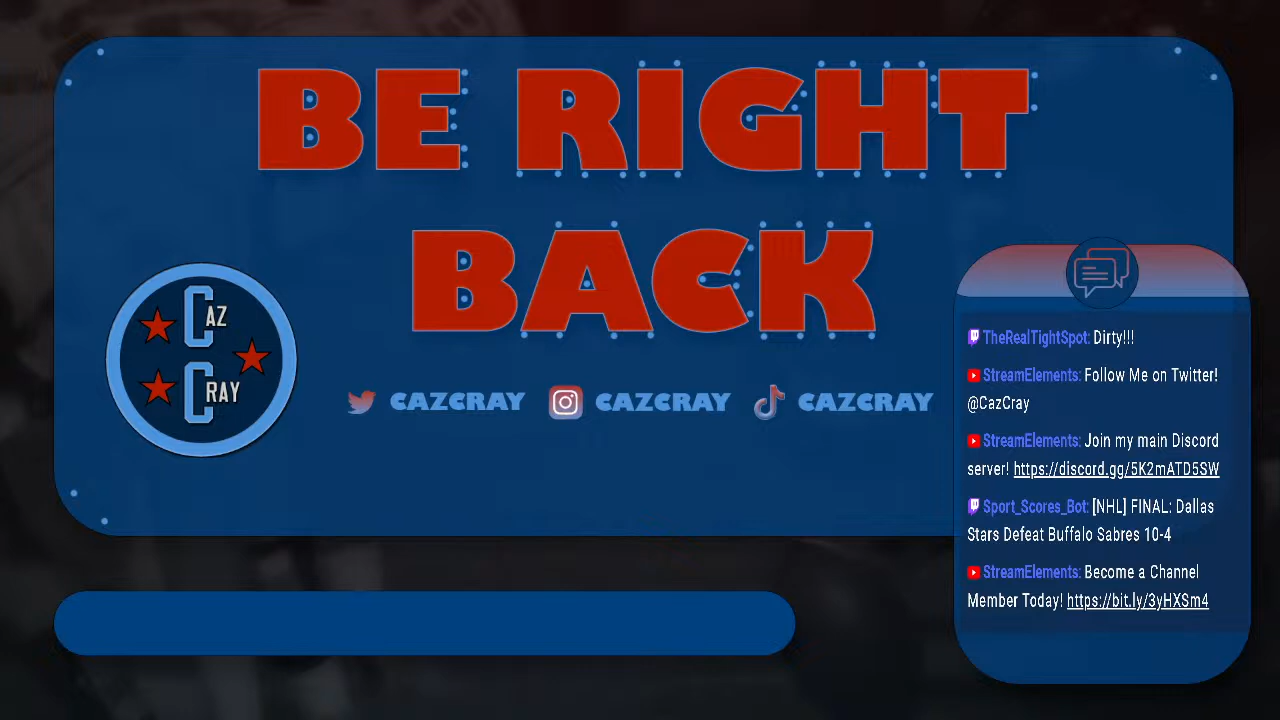 BE RIGHT
BACK
CAZ
CRAY
CAZCRAY CAZCRAY CAZCRAY
TheRealTightSpot: Dirty!!!
StreamElements: Follow Me on Twitter!
@CazCray
StreamElements: Join my main Discord
server! https://discord.gg/5K2mATD5SW
Sport_Scores_Bot: [NHL] FINAL: Dallas
Stars Defeat Buffalo Sabres 10-4
StreamElements: Become a Channel
Member Today! https://bit.ly/3yHXSm4